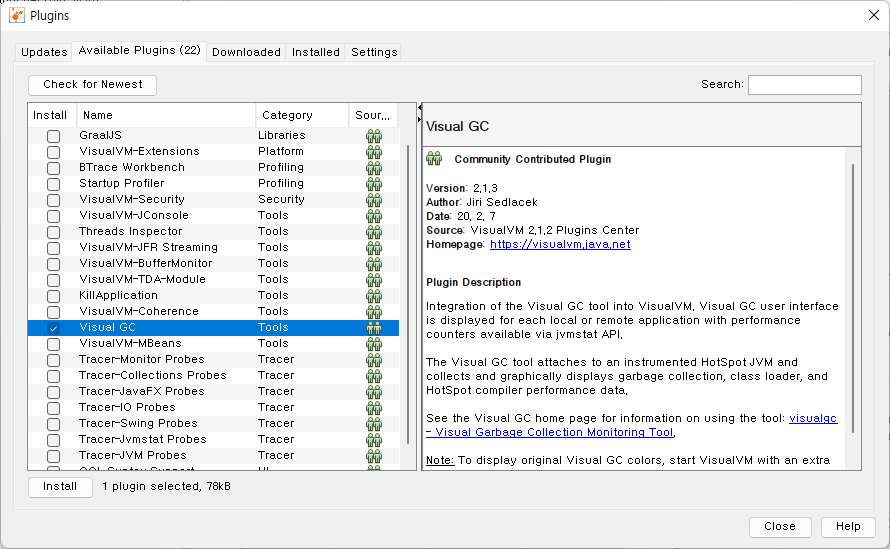 Plugins
Updates Available Plugins (22) Downloaded Installed Settings
Check for Newest Search:
Install Name Category Sour...
GraalJS Libraries
VisualVM-Extensions Platform
BTrace Workbench Profiling
Startup Profiler Profiling
VisualVM-Security Security
VisualVM-JConsole Tools
Threads Inspector Tools
VisualVM-JFR Streaming Tools
VisualVM-BufferMonitor Tools
VisualVM-TDA-Module Tools
KillApplication Tools
VisualVM-Coherence Tools
Visual GC Tools
VisualVM-MBeans Tools
Tracer-Monitor Probes Tracer
Tracer-Collections Probes Tracer
Tracer-JavaFX Probes Tracer
Tracer-IO Probes Tracer
Tracer-Swing Probes Tracer
Tracer-Jvmstat Probes Tracer
Tracer-JVM Probes Tracer
Visual GC
Community Contributed Plugin
Version: 2.1.3
Author: Jiri Sedlacek
Date: 20. 2. 7
Source: VisualVM 2.1.2 Plugins Center
Homepage: https://visualvm.java.net
Plugin Description
Integration of the Visual GC tool into VisualVM. Visual GC user interface
is displayed for each local or remote application with performance
counters available via jvmstat API.
The Visual GC tool attaches to an instrumented HotSpot JVM and
collects and graphically displays garbage collection, class loader, and
HotSpot compiler performance data.
See the Visual GC home page for information on using the tool: visualgc
- Visual Garbage Collection Monitoring Tool.
Note: To display original Visual GC colors, start VisualVM with an extra
Install 1 plugin selected, 78kB
Close Help